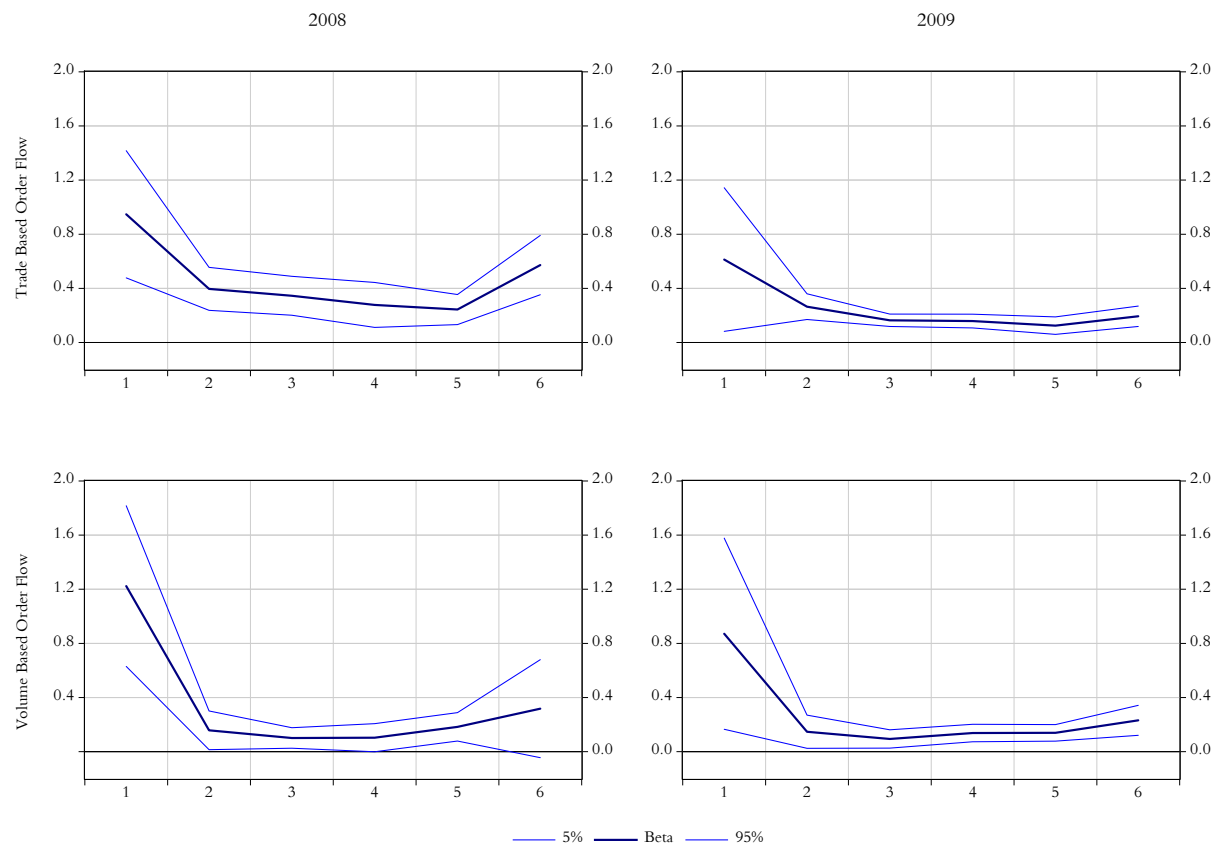 2008 2009
2.0 2.0 2.0 2.0
1.6 1.6 1.6 1.6
1.2 1.2 1.2 1.2
0.8 0.8 0.8 0.8
0.4 0.4 0.4 0.4
0.0 0.0 0.0
Trade Based Order Flow
1 2 3 4 5 6 1 2 3 4 5 6
2.0 2.0 2.0 2.0
1.6 1.6 1.6 1.6
1.2 1.2 1.2 1.2
0.8 0.8 0.8 0.8
0.4 0.4 0.4 0.4
0.0 0.0 0.0
Volume Based Order Flow
1 2 3 4 5 6 1 2 3 4 5 6
5% Beta 95%